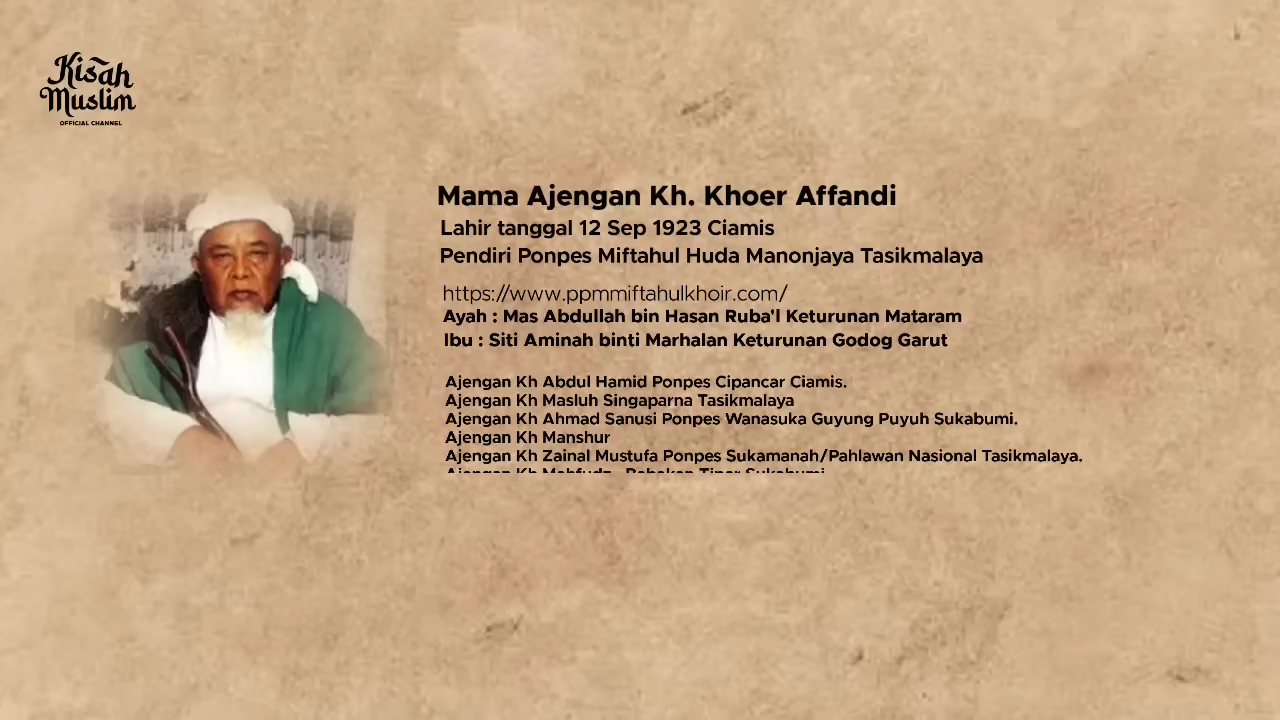 Kisah
Muslim
OFFICIAL CHANNEL
Mama Ajengan Kh. Khoer Affandi
Lahir tanggal 12 Sep 1923 Ciamis
Pendiri Ponpes Miftahul Huda Manonjaya Tasikmalaya
https://www.ppmmiftahulkhoir.com/
Ayah : Mas Abdullah bin Hasan Ruba'l Keturunan Mataram
Ibu : Siti Aminah binti Marhalan Keturunan Godog Garut
Ajengan Kh Abdul Hamid Ponpes Cipancar Ciamis.
Ajengan Kh Masluh Singaparna Tasikmalaya
Ajengan Kh Ahmad Sanusi Ponpes Wanasuka Guyung Puyuh Sukabumi.
Ajengan Kh Manshur
Ajengan Kh Zainal Mustufa Ponpes Sukamanah/Pahlawan Nasional Tasikmalaya.
Ajengan Kh